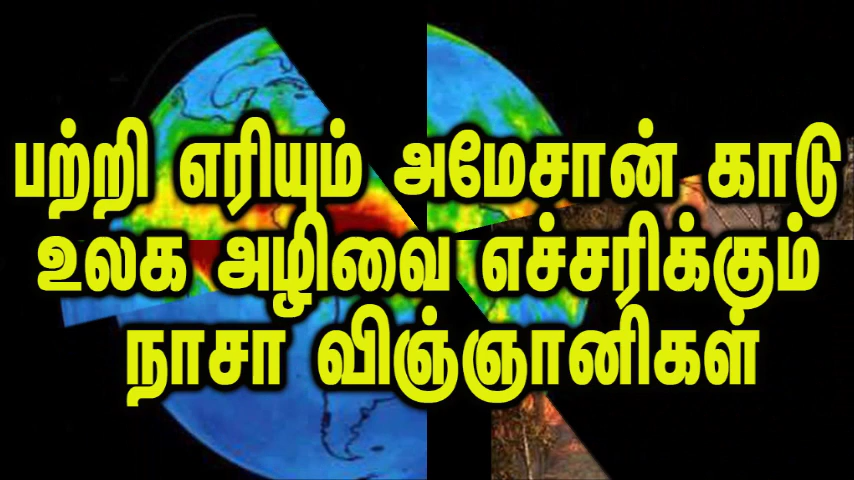 பற்றி எரியும் அமேசான் காடு
உலக அழிவை எச்சரிக்கும்
நாசா விஞ்ஞானிகள்